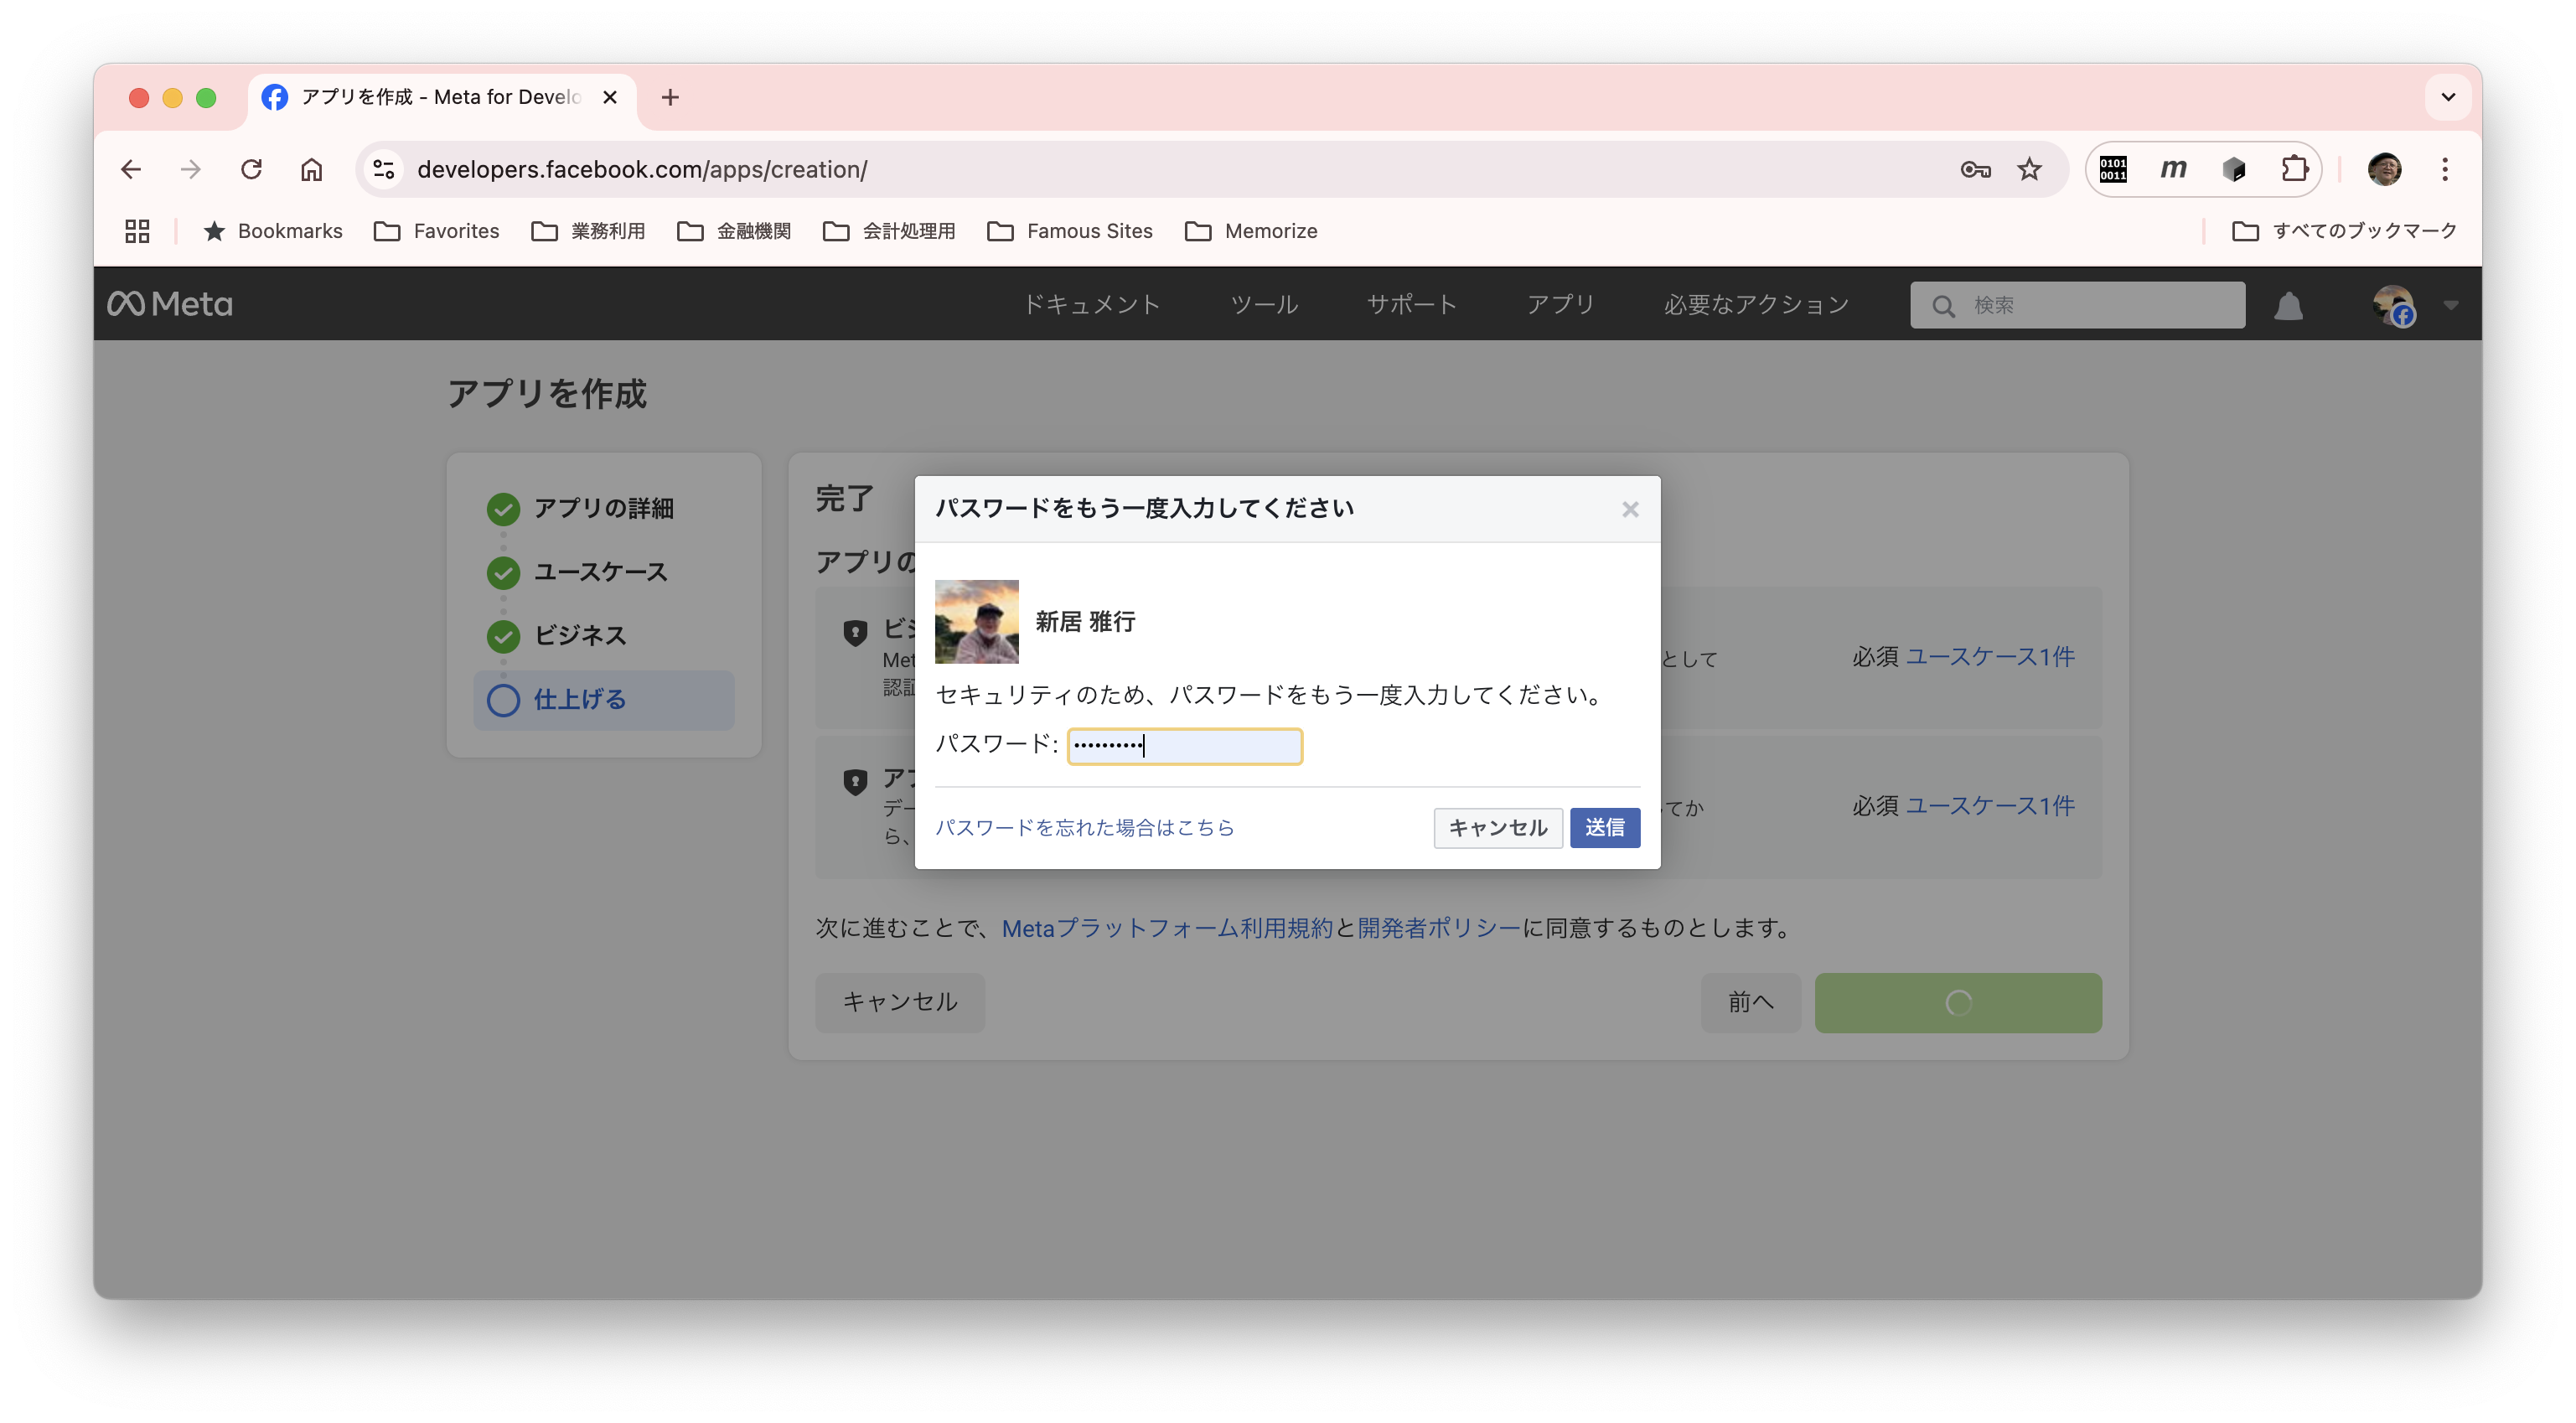 アプリを作成 - Meta for Develo
developers.facebook.com/apps/creation/
0101
0011
m
Bookmarks
Favorites
業務利用
金融機関
会計処理用
Famous Sites
Memorize
すべてのブックマーク
Meta
ドキュメント
ツール
サポート
アプリ
必要なアクション
検索
アプリを作成
アプリの詳細
ユースケース
ビジネス
仕上げる
完了
アプリの
ビジ
Met
認証
として
必須 ユースケース1件
アプ
デー
ら、
てか
必須 ユースケース1件
パスワードをもう一度入力してください
新居 雅行
セキュリティのため、パスワードをもう一度入力してください。
パスワード: ••••••••••
パスワードを忘れた場合はこちら
キャンセル
送信
次に進むことで、Metaプラットフォーム利用規約と開発者ポリシーに同意するものとします。
キャンセル
前へ